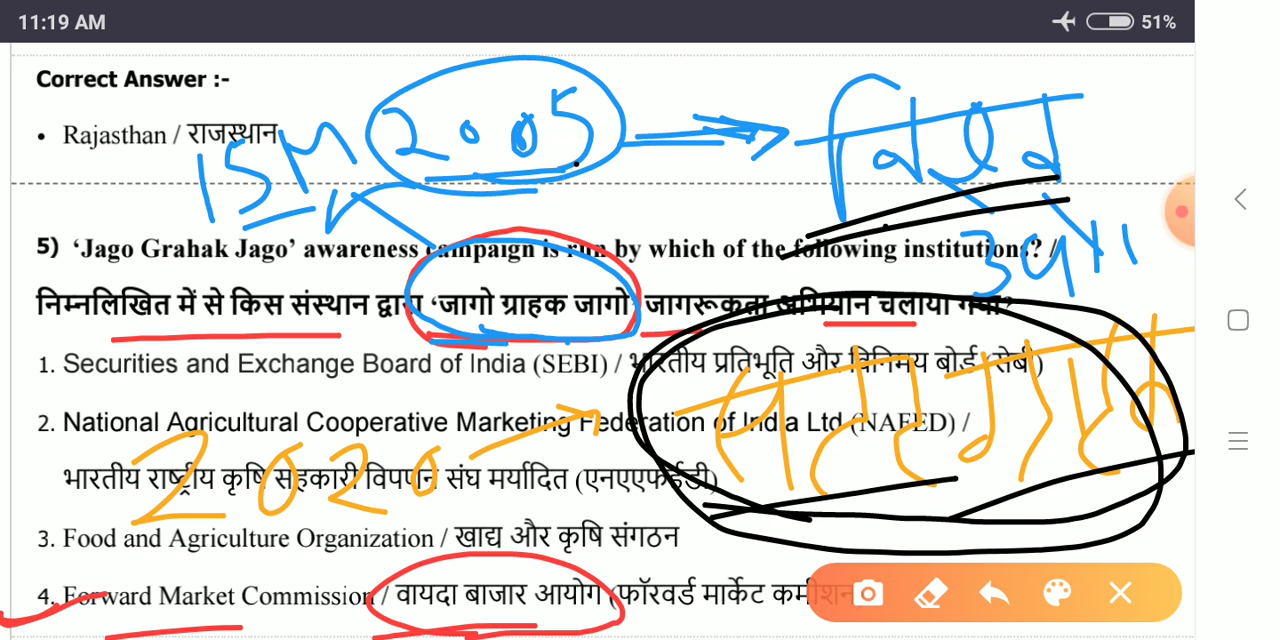 11:19 AM 51%
Correct Answer :-
• Rajasthan / राजस्थान
15 M 2005
5) ‘Jago Grahak Jago’ awareness campaign is run by which of the following institutions? /
निम्नलिखित में से किस संस्थान द्वारा ‘जागो ग्राहक जागो’ जागरूकता अभियान चलाया गया?
1. Securities and Exchange Board of India (SEBI) / भारतीय प्रतिभूति और विनिमय बोर्ड (सेबी)
2. National Agricultural Cooperative Marketing Federation of India Ltd (NAFED) /
भारतीय राष्ट्रीय कृषि सहकारी विपणन संघ मर्यादित (एनएएफईडी)
2020
3. Food and Agriculture Organization / खाद्य और कृषि संगठन
4. Forward Market Commission / वायदा बाजार आयोग (फॉरवर्ड मार्केट कमीशन)